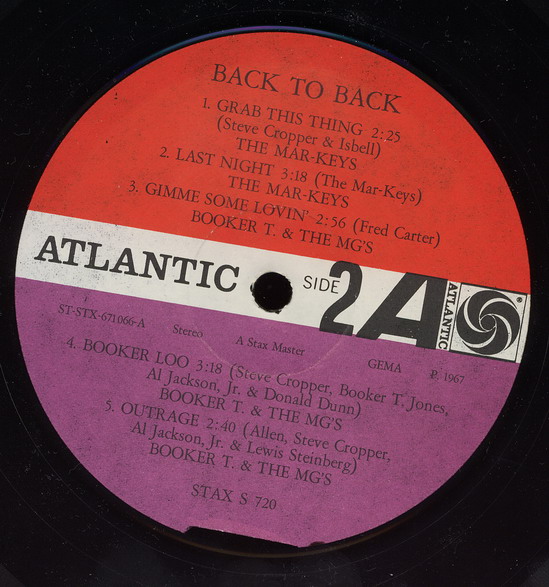 BACK TO BACK
1. GRAB THIS THING 2:25
(Steve Cropper & Isbell)
THE MAR-KEYS
2. LAST NIGHT 3:18 (The Mar-Keys)
THE MAR-KEYS
3. GIMME SOME LOVIN' 2:56 (Fred Carter)
BOOKER T. & THE MG'S
ATLANTIC
SIDE 2A
ATLANTIC ®
ST-STX-671066-A Stereo A Stax Master GEMA P. 1967
4. BOOKER LOO 3:18 (Steve Cropper, Booker T. Jones,
Al Jackson, Jr. & Donald Dunn)
BOOKER T. & THE MG'S
5. OUTRAGE 2:40 (Allen, Steve Cropper,
Al Jackson, Jr. & Lewis Steinberg)
BOOKER T. & THE MG'S
STAX S 720